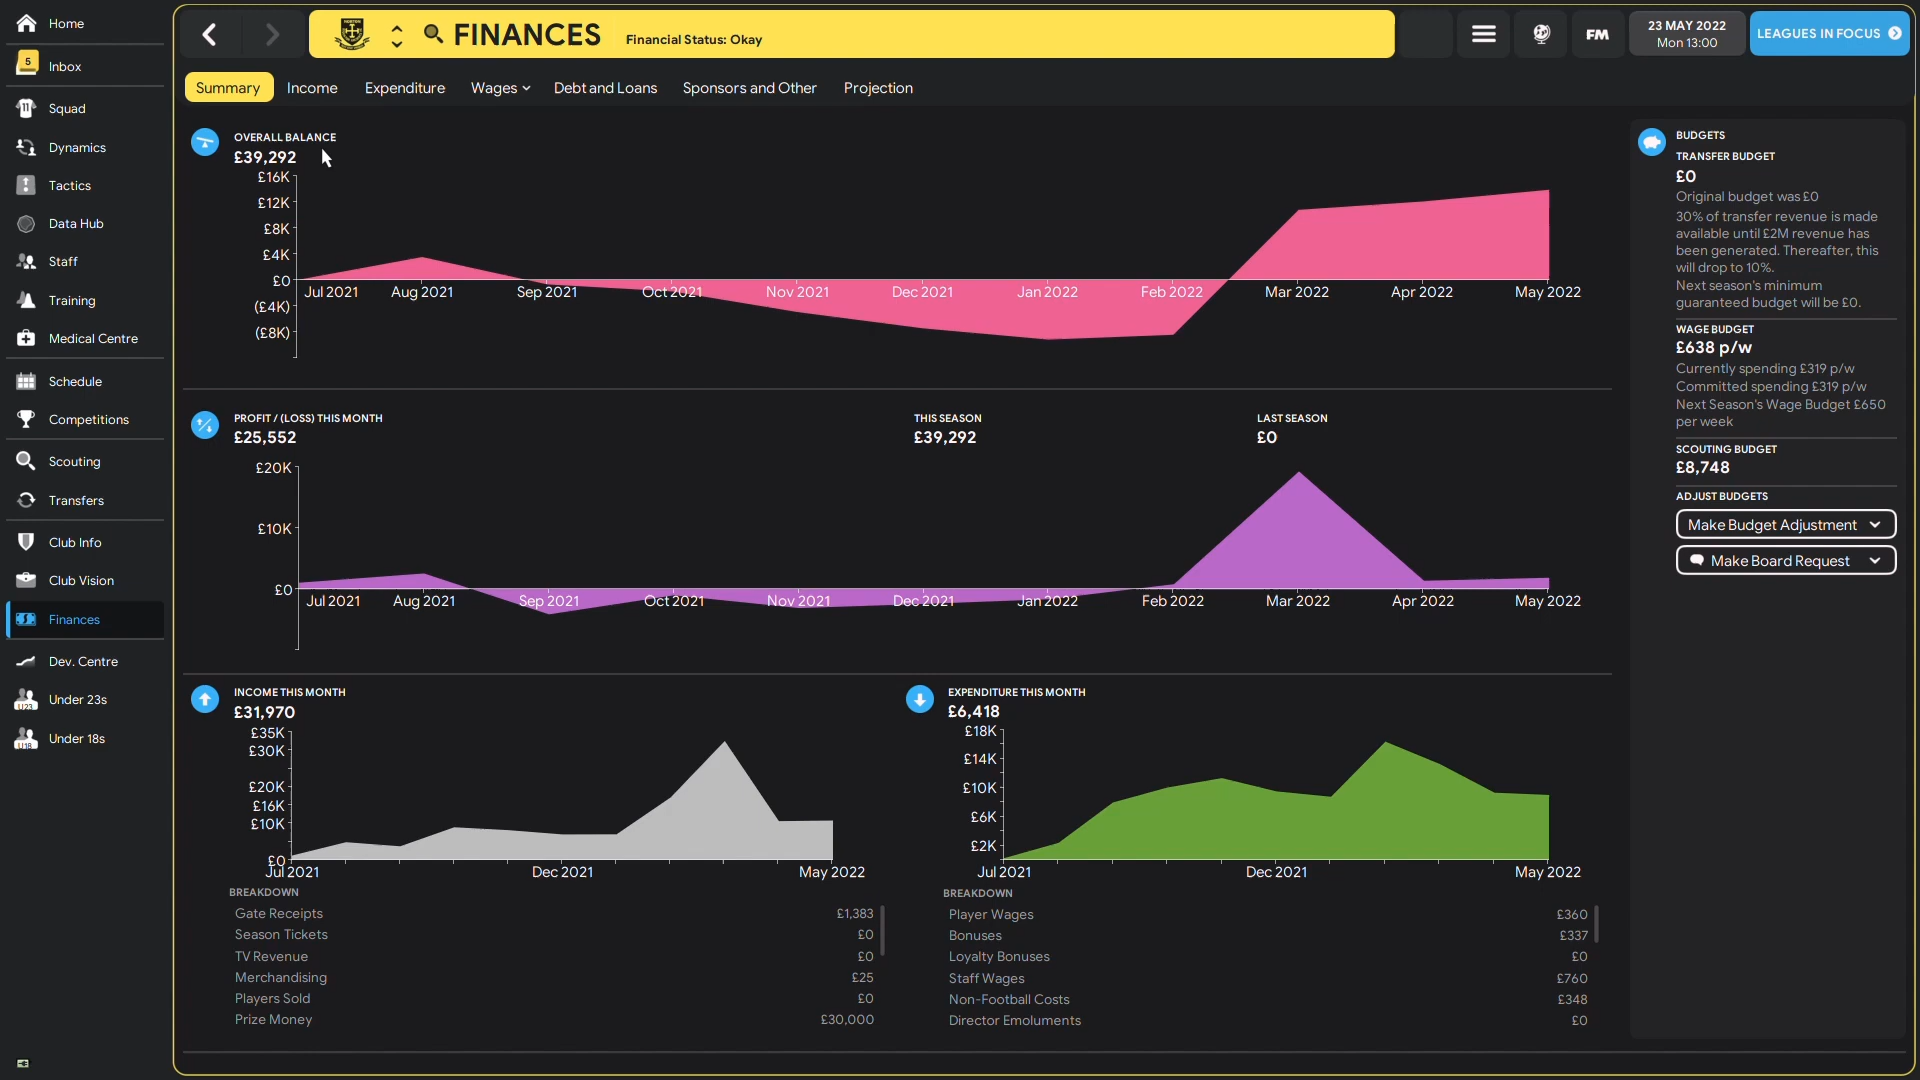 Home
Inbox
5
Squad
Dynamics
Tactics
Data Hub
Staff
Training
Medical Centre
Schedule
Competitions
Scouting
Transfers
Club Info
Club Vision
Finances
Dev. Centre
Under 23s
U23
Under 18s
U18
FINANCES
Financial Status: Okay
FM
23 MAY 2022
Mon 13:00
LEAGUES IN FOCUS
Summary Income Expenditure Wages Debt and Loans Sponsors and Other Projection
OVERALL BALANCE
£39,292
£16K
£12K
£8K
£4K
£0
(£4K)
(£8K)
Jul 2021 Aug 2021 Sep 2021 Oct 2021 Nov 2021 Dec 2021 Jan 2022 Feb 2022 Mar 2022 Apr 2022 May 2022
PROFIT / (LOSS) THIS MONTH
£25,552
THIS SEASON
£39,292
LAST SEASON
£0
£20K
£10K
£0
Jul 2021 Aug 2021 Sep 2021 Oct 2021 Nov 2021 Dec 2021 Jan 2022 Feb 2022 Mar 2022 Apr 2022 May 2022
INCOME THIS MONTH
£31,970
£35K
£30K
£20K
£16K
£10K
£0
Jul 2021 Dec 2021 May 2022
BREAKDOWN
Gate Receipts £1,383
Season Tickets £0
TV Revenue £0
Merchandising £25
Players Sold £0
Prize Money £30,000
EXPENDITURE THIS MONTH
£6,418
£18K
£14K
£10K
£6K
£2K
Jul 2021 Dec 2021 May 2022
BREAKDOWN
Player Wages £360
Bonuses £337
Loyalty Bonuses £0
Staff Wages £760
Non-Football Costs £348
Director Emoluments £0
BUDGETS
TRANSFER BUDGET
£0
Original budget was £0
30% of transfer revenue is made
available until £2M revenue has
been generated. Thereafter, this
will drop to 10%.
Next season's minimum
guaranteed budget will be £0.
WAGE BUDGET
£638 p/w
Currently spending £319 p/w
Committed spending £319 p/w
Next Season's Wage Budget £650
per week
SCOUTING BUDGET
£8,748
ADJUST BUDGETS
Make Budget Adjustment
Make Board Request